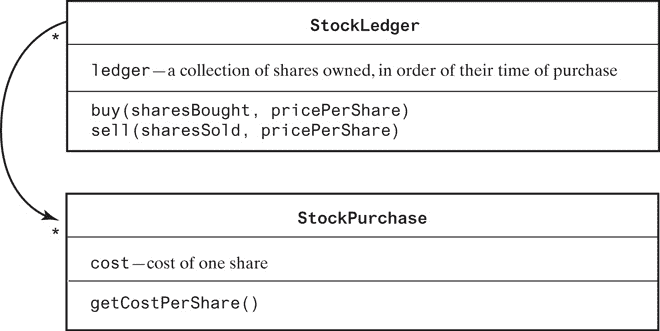 StockLedger
*
ledger—a collection of shares owned, in order of their time of purchase
buy(sharesBought, pricePerShare)
sell(sharesSold, pricePerShare)
StockPurchase
*
cost—cost of one share
getCostPerShare()